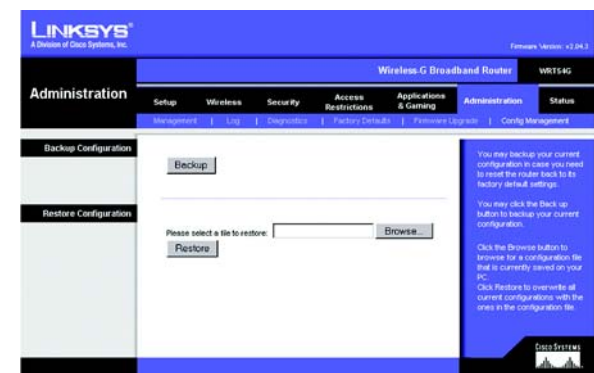 LINKSYS®
A Division of Cisco Systems, Inc.
Firmware Version: v2.04.3
Wireless-G Broadband Router
WRT54G
Administration
Setup
Wireless
Security
Access
Restrictions
Applications
& Gaming
Administration
Status
Management | Log | Diagnostics | Factory Defaults | Firmware Upgrade | Config Management
Backup Configuration
Backup
You may backup your current
configuration in case you need
to reset the router back to its
factory default settings.
You may click the Back up
button to backup your current
configuration.
Restore Configuration
Please select a file to restore:
Browse...
Restore
Click the Browse button to
browse for a configuration file
that is currently saved on your
PC.
Click Restore to overwrite all
current configurations with the
ones in the configuration file.
CISCO SYSTEMS